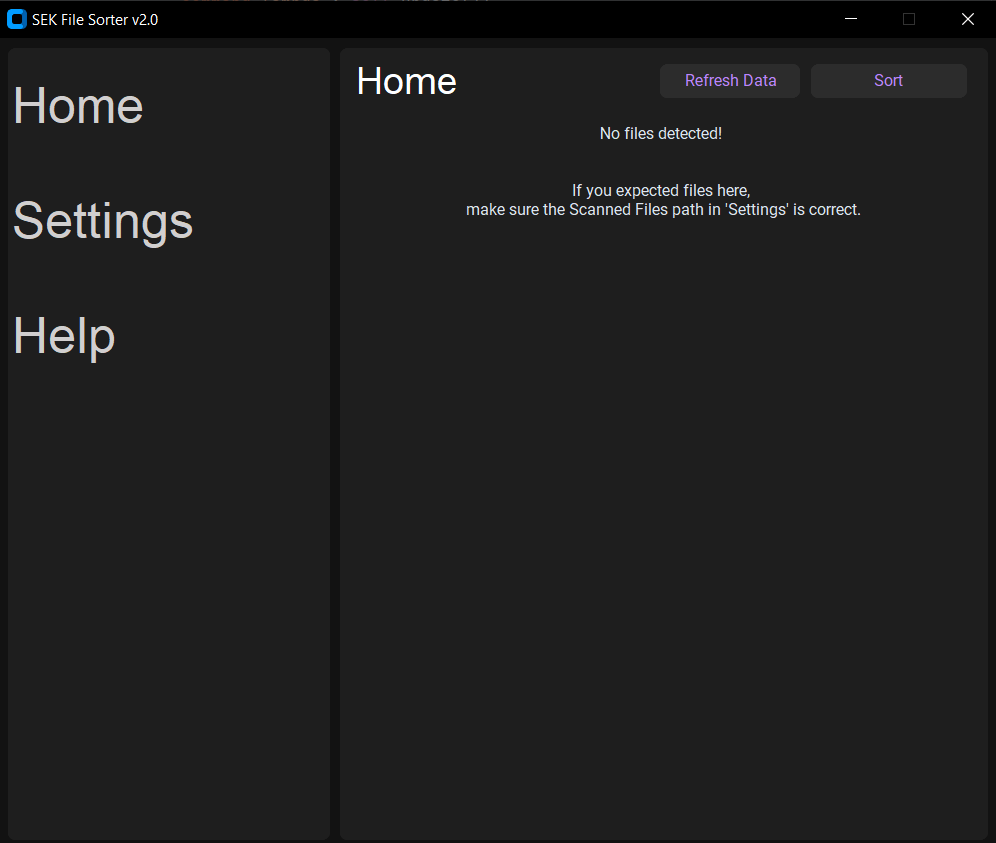 SEK File Sorter v2.0
Home
Settings
Help
Home
Refresh Data
Sort
No files detected!
If you expected files here,
make sure the Scanned Files path in 'Settings' is correct.